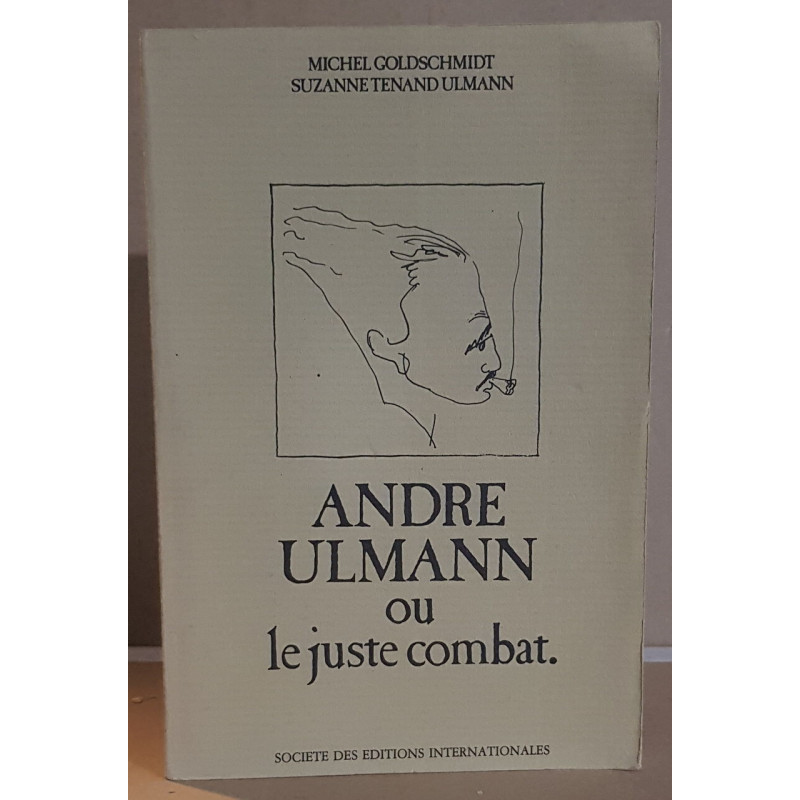 MICHEL GOLDSCHMIDT
SUZANNE TENAND ULMANN
ANDRE
ULMANN
ou
le juste combat.
SOCIETE DES EDITIONS INTERNATIONALES